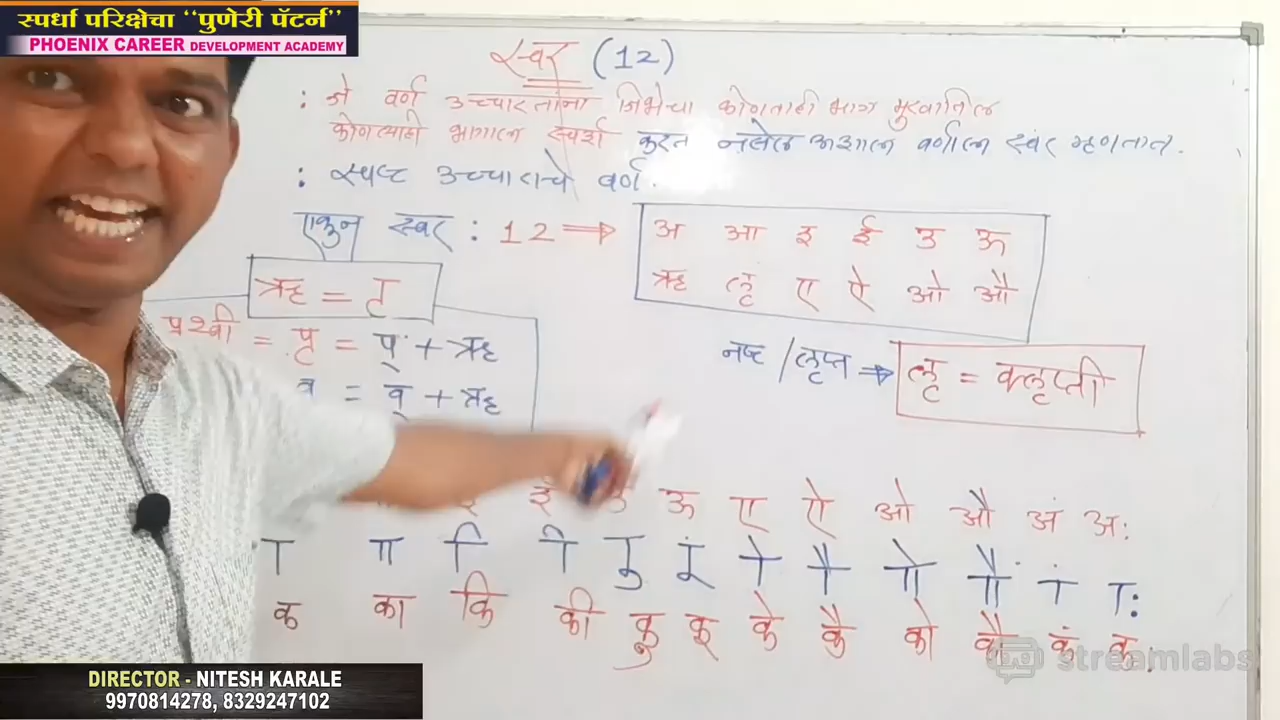 स्पर्धा परिक्षेचा "पुणेरी पॅटर्न"
PHOENIX CAREER DEVELOPMENT ACADEMY
स्वर (12)
: जे वर्ण उच्चारतांना जिभेचा कोणताही भाग मुखातिल
कोणत्याही भागाला स्पर्श करत नसेल अशाला वर्णाला स्वर म्हणतात.
: स्पष्ट उच्चाराचे वर्ण.
एकुन स्वर : 12 ⇒ अ आ इ ई उ ऊ
ऋ लृ ए ऐ ओ औ
ऋ = ृ
प्रथ्वी = पृ = प् + ऋ
नष्ट / लृप्त ⇒ लृ = क्लृप्ती
= व् + ऋ
इ ई उ ऊ ए ऐ ओ औ अं अः
ा ि ी ु ू े ै ो ौ ं ः
क का कि की कु कू के कै को कौ कं कः
streamlabs
DIRECTOR - NITESH KARALE
9970814278, 8329247102